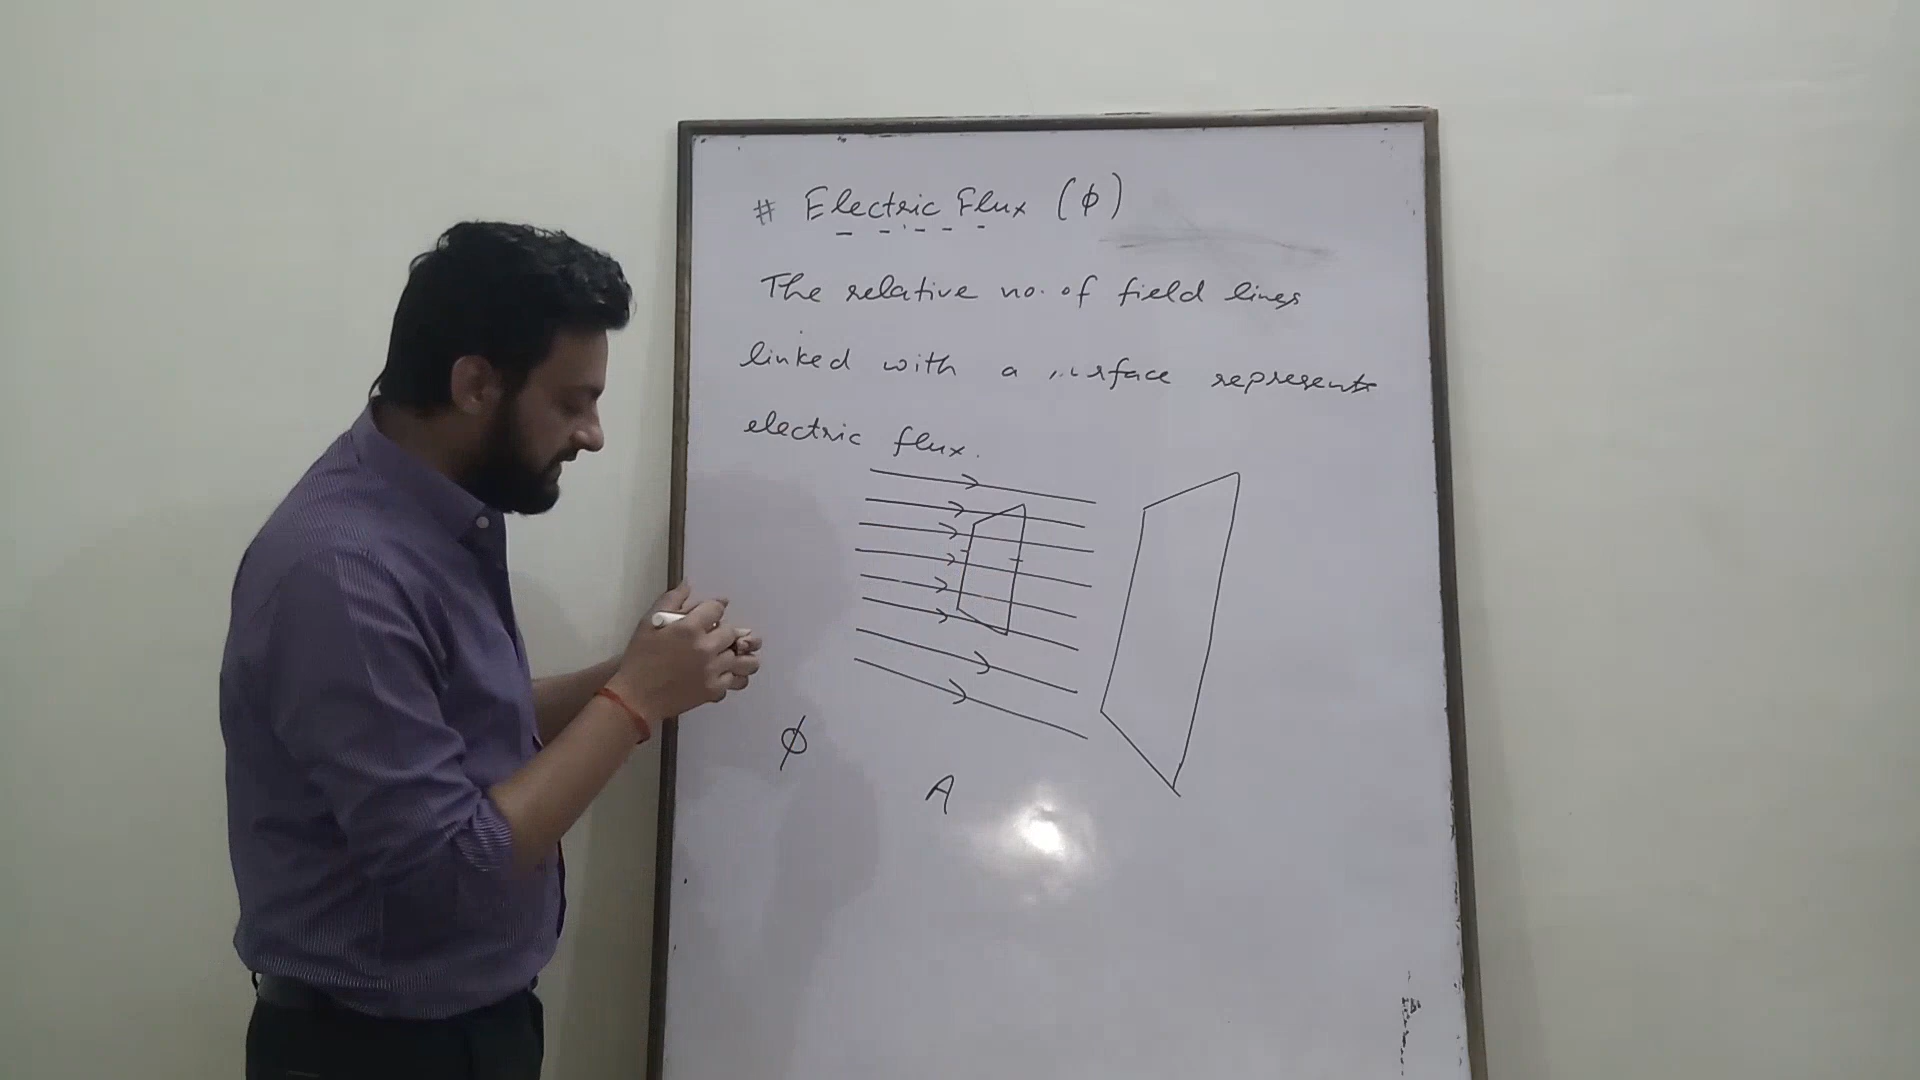 # Electric Flux (ϕ)
The relative no. of field lines
linked with a surface represents
electric flux.
ϕ
A